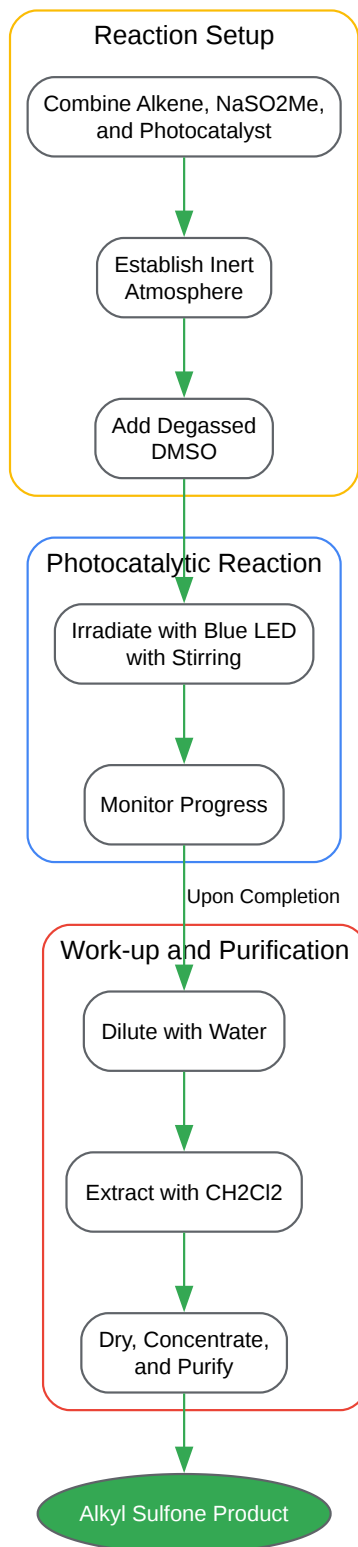 Reaction Setup
Combine Alkene, NaSO2Me,
and Photocatalyst
Establish Inert
Atmosphere
Add Degassed
DMSO
Photocatalytic Reaction
Irradiate with Blue LED
with Stirring
Monitor Progress
Upon Completion
Work-up and Purification
Dilute with Water
Extract with CH2Cl2
Dry, Concentrate,
and Purify
Alkyl Sulfone Product